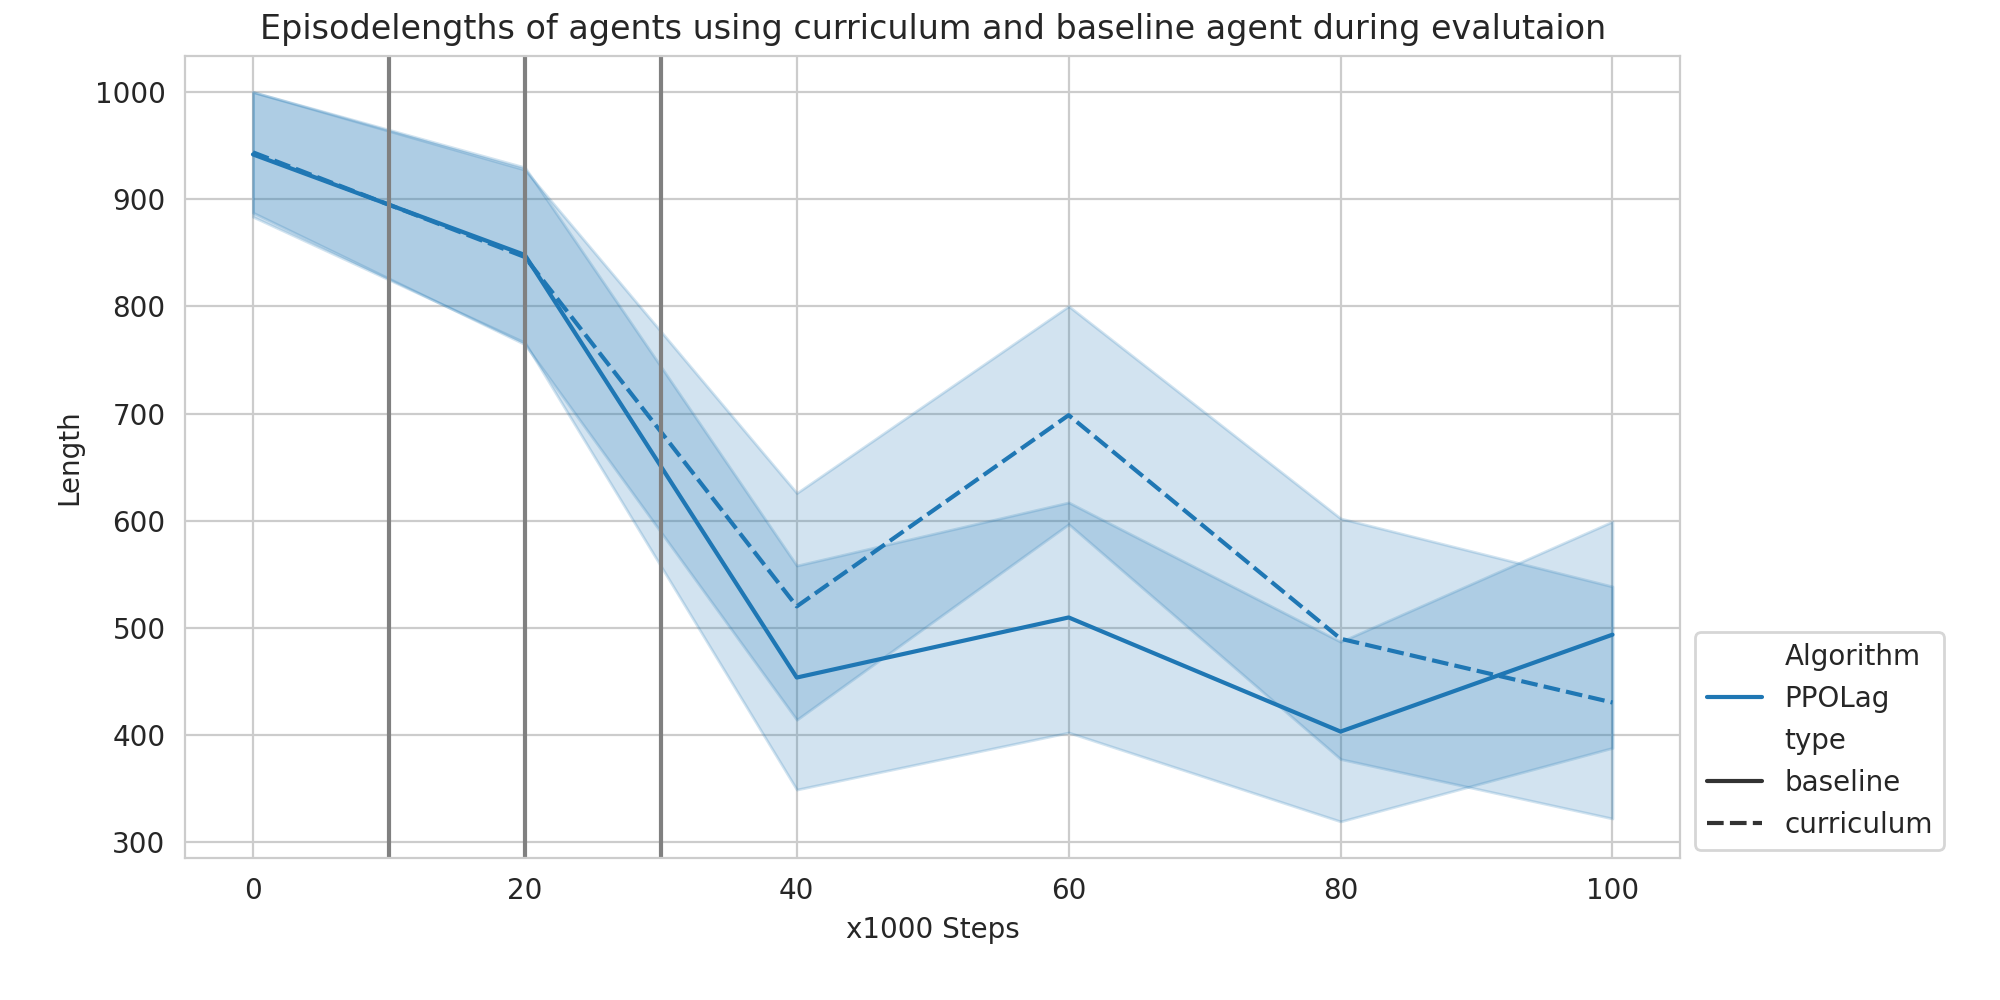 Episodelengths of agents using curriculum and baseline agent during evalutaion
1000
900
800
700
600
500
400
300
Length
0 20 40 60 80 100
x1000 Steps
Algorithm
PPOLag
type
baseline
curriculum